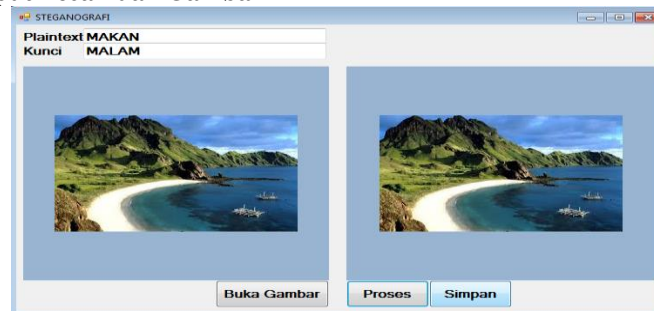 STEGANOGRAFI
Plaintext MAKAN
Kunci MALAM
Buka Gambar Proses Simpan